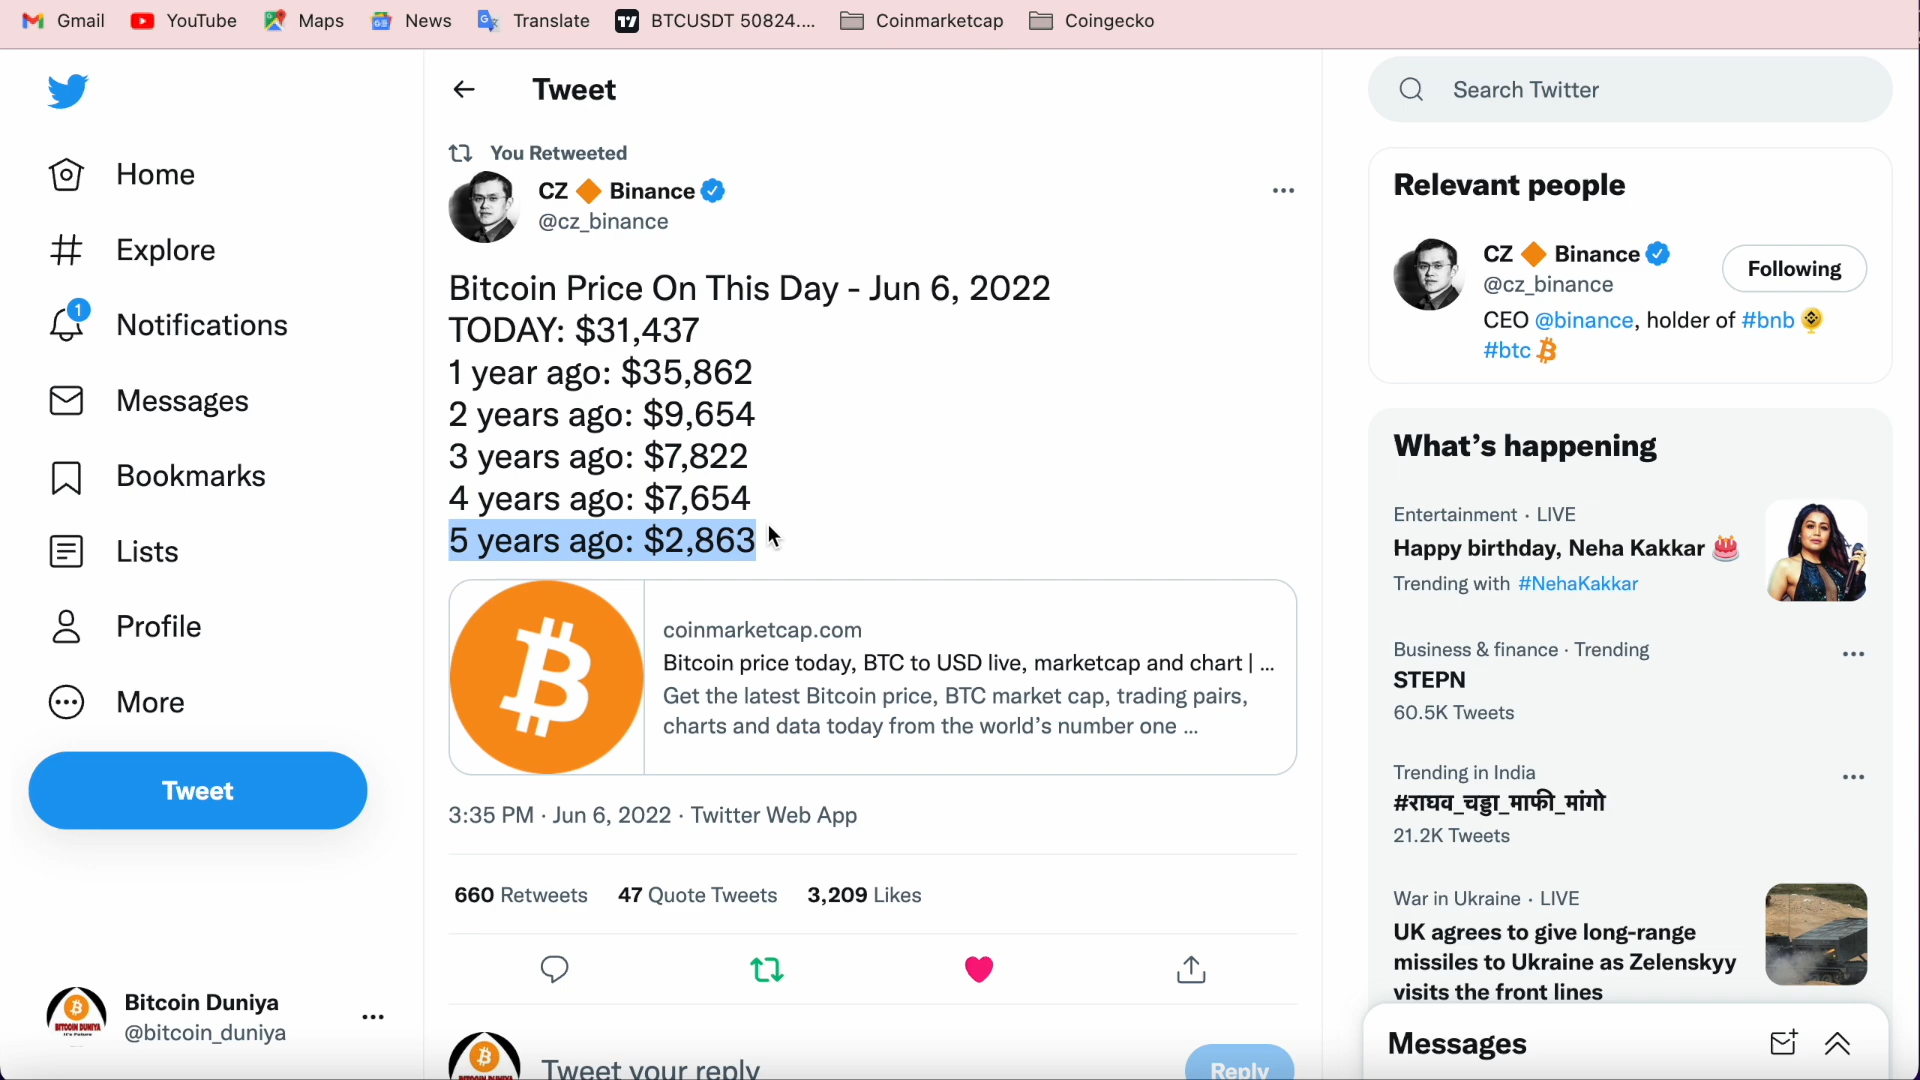 Gmail
YouTube
Maps
News
Translate
BTCUSDT 50824....
Coinmarketcap
Coingecko
Home
Explore
1
Notifications
Messages
Bookmarks
Lists
Profile
More
Tweet
Bitcoin Duniya
@bitcoin_duniya
Tweet
You Retweeted
CZ 🔶 Binance
@cz_binance
Bitcoin Price On This Day - Jun 6, 2022
TODAY: $31,437
1 year ago: $35,862
2 years ago: $9,654
3 years ago: $7,822
4 years ago: $7,654
5 years ago: $2,863
coinmarketcap.com
Bitcoin price today, BTC to USD live, marketcap and chart | ...
Get the latest Bitcoin price, BTC market cap, trading pairs,
charts and data today from the world's number one ...
3:35 PM · Jun 6, 2022 · Twitter Web App
660 Retweets 47 Quote Tweets 3,209 Likes
BITCOIN DUNIYA
Tweet your reply
Reply
Search Twitter
Relevant people
CZ 🔶 Binance
@cz_binance
Following
CEO @binance, holder of #bnb
#btc
What's happening
Entertainment · LIVE
Happy birthday, Neha Kakkar 🎂
Trending with #NehaKakkar
Business & finance · Trending
STEPN
60.5K Tweets
Trending in India
#राघव_चड्डा_माफी_मांगो
21.2K Tweets
War in Ukraine · LIVE
UK agrees to give long-range
missiles to Ukraine as Zelenskyy
visits the front lines
Messages